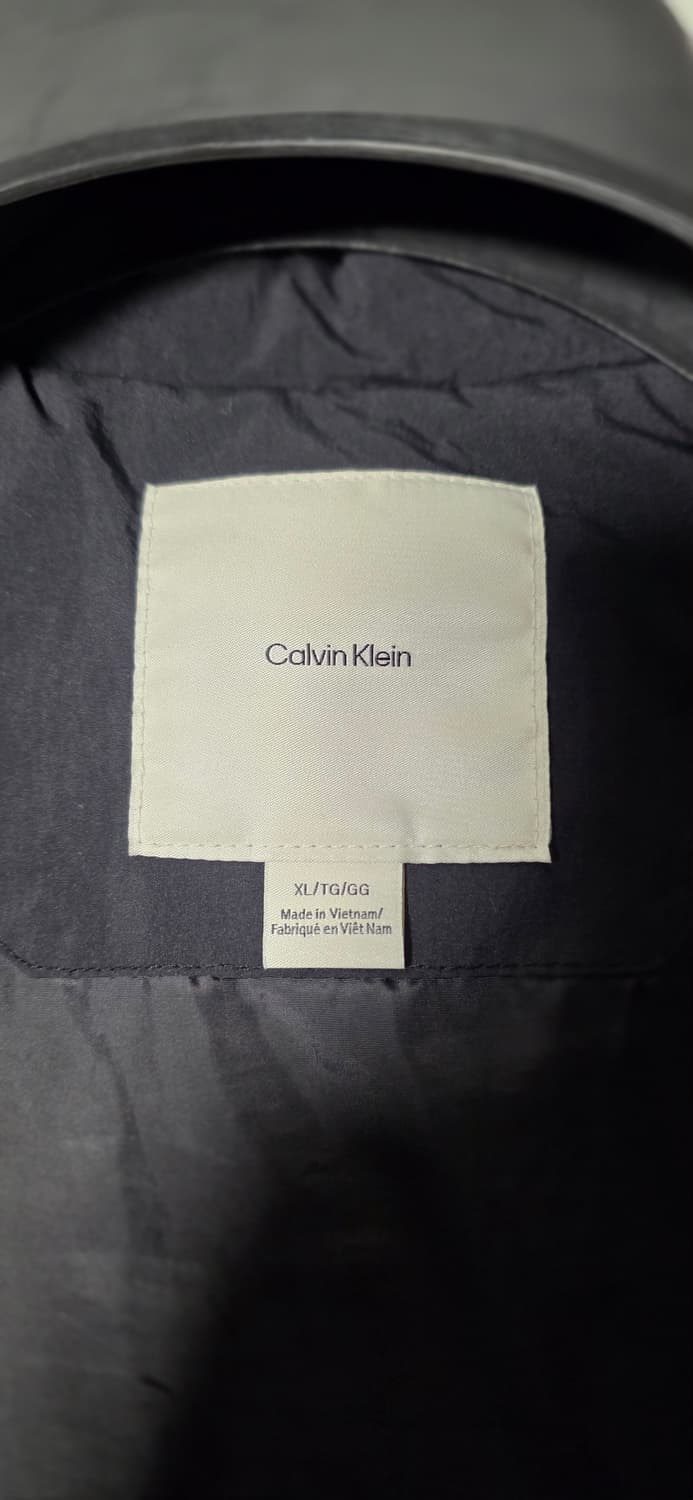 Calvin Klein
XL/TG/GG
Made in Vietnam/
Fabriqué en Viêt Nam